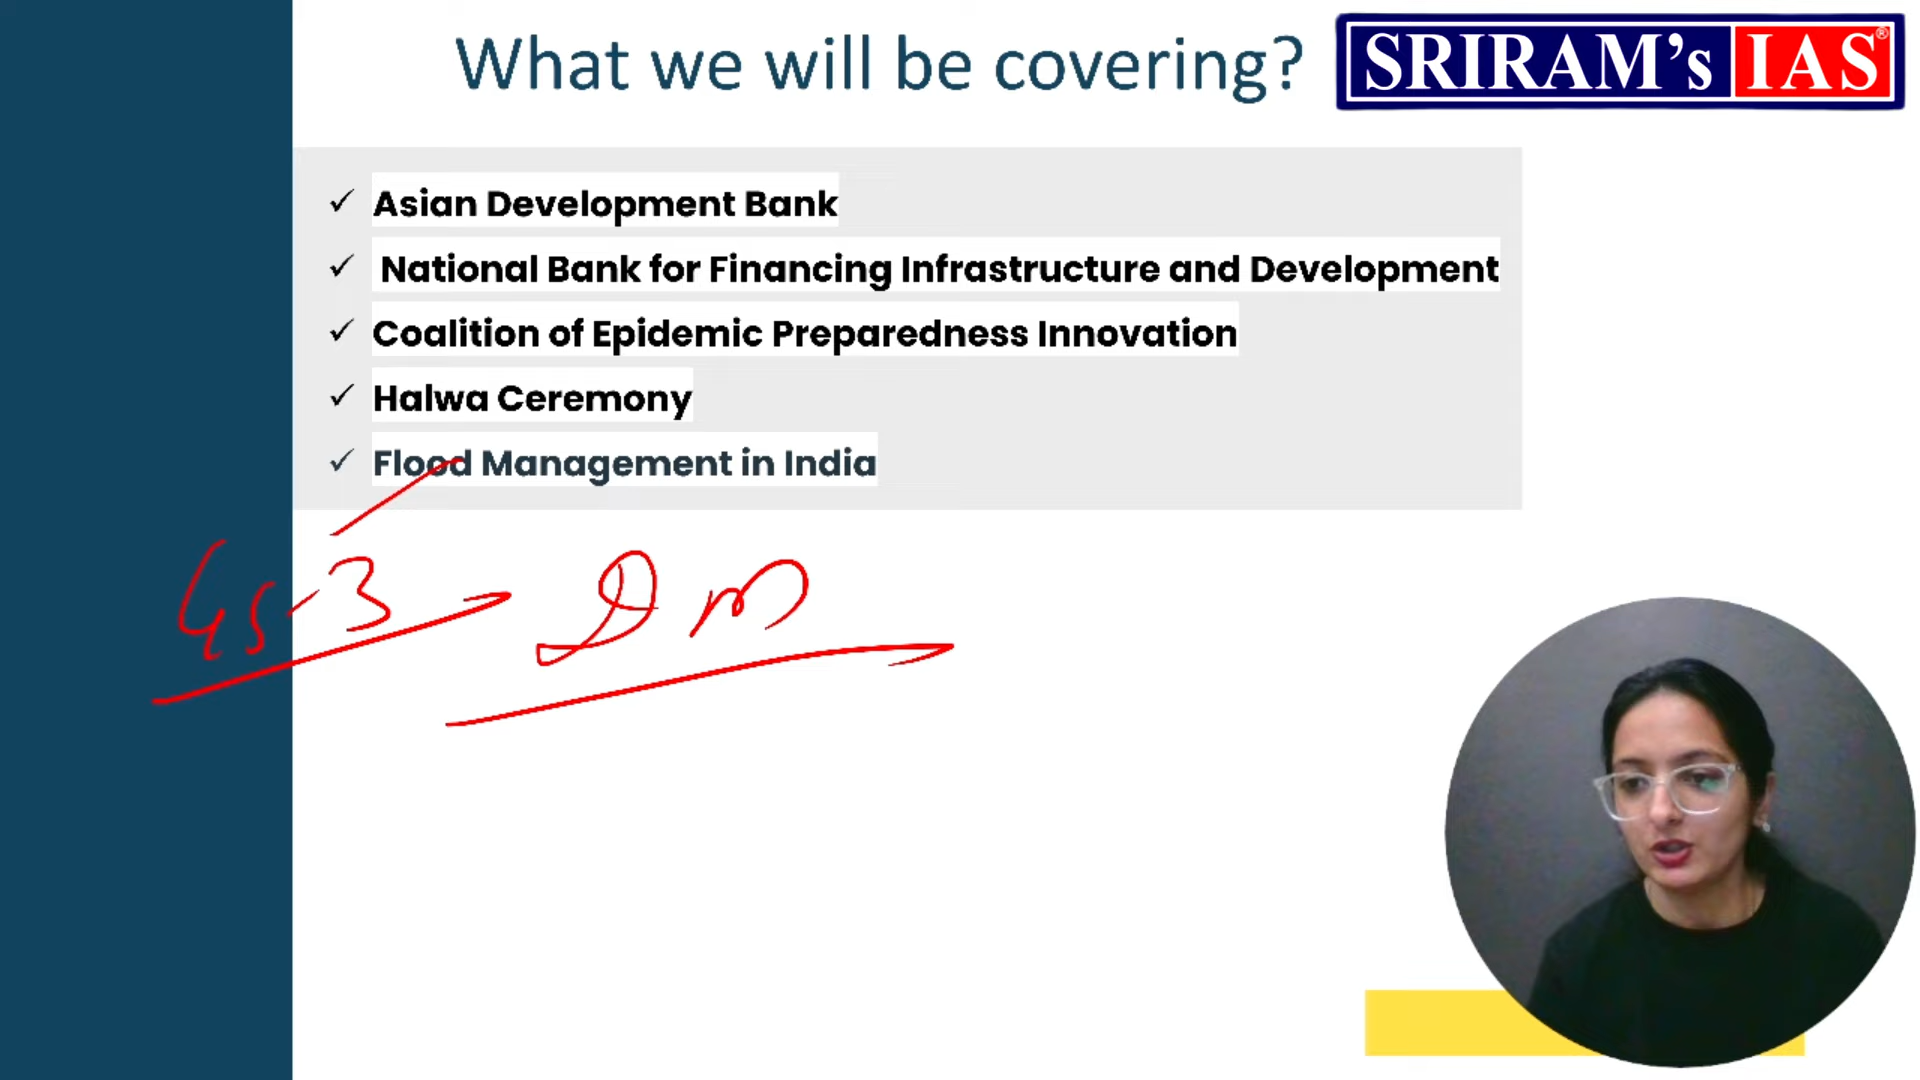 What we will be covering?
SRIRAM's IAS®
✓ Asian Development Bank
✓ National Bank for Financing Infrastructure and Development
✓ Coalition of Epidemic Preparedness Innovation
✓ Halwa Ceremony
✓ Flood Management in India
GS-3 → DM